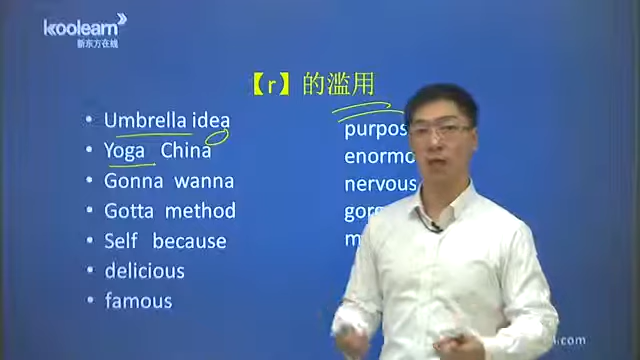 koolearn
新东方在线
【r】的滥用
Umbrella idea
Yoga China
Gonna wanna
Gotta method
Self because
delicious
famous
nervous